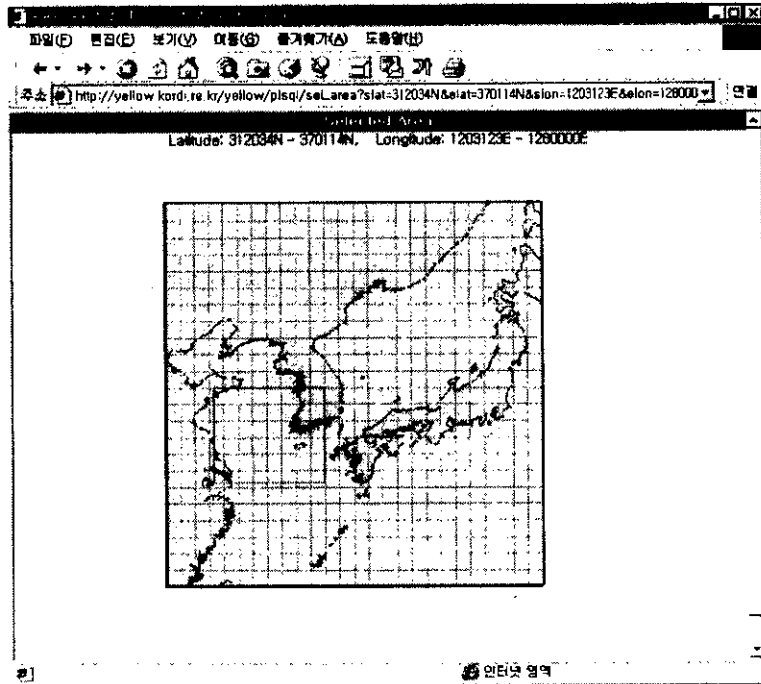 파일(F) 편집(E) 보기(V) 이동(G) 즐겨찾기(A) 도움말(H)
주소 http://yellow.kordi.re.kr/yellow/plsql/sel_area?slat=312034N&elat=370114N&slon=1203123E&elon=128000 연결
Selected Area
Latitude: 312034N - 370114N, Longitude: 1203123E - 1280000E
인터넷 영역